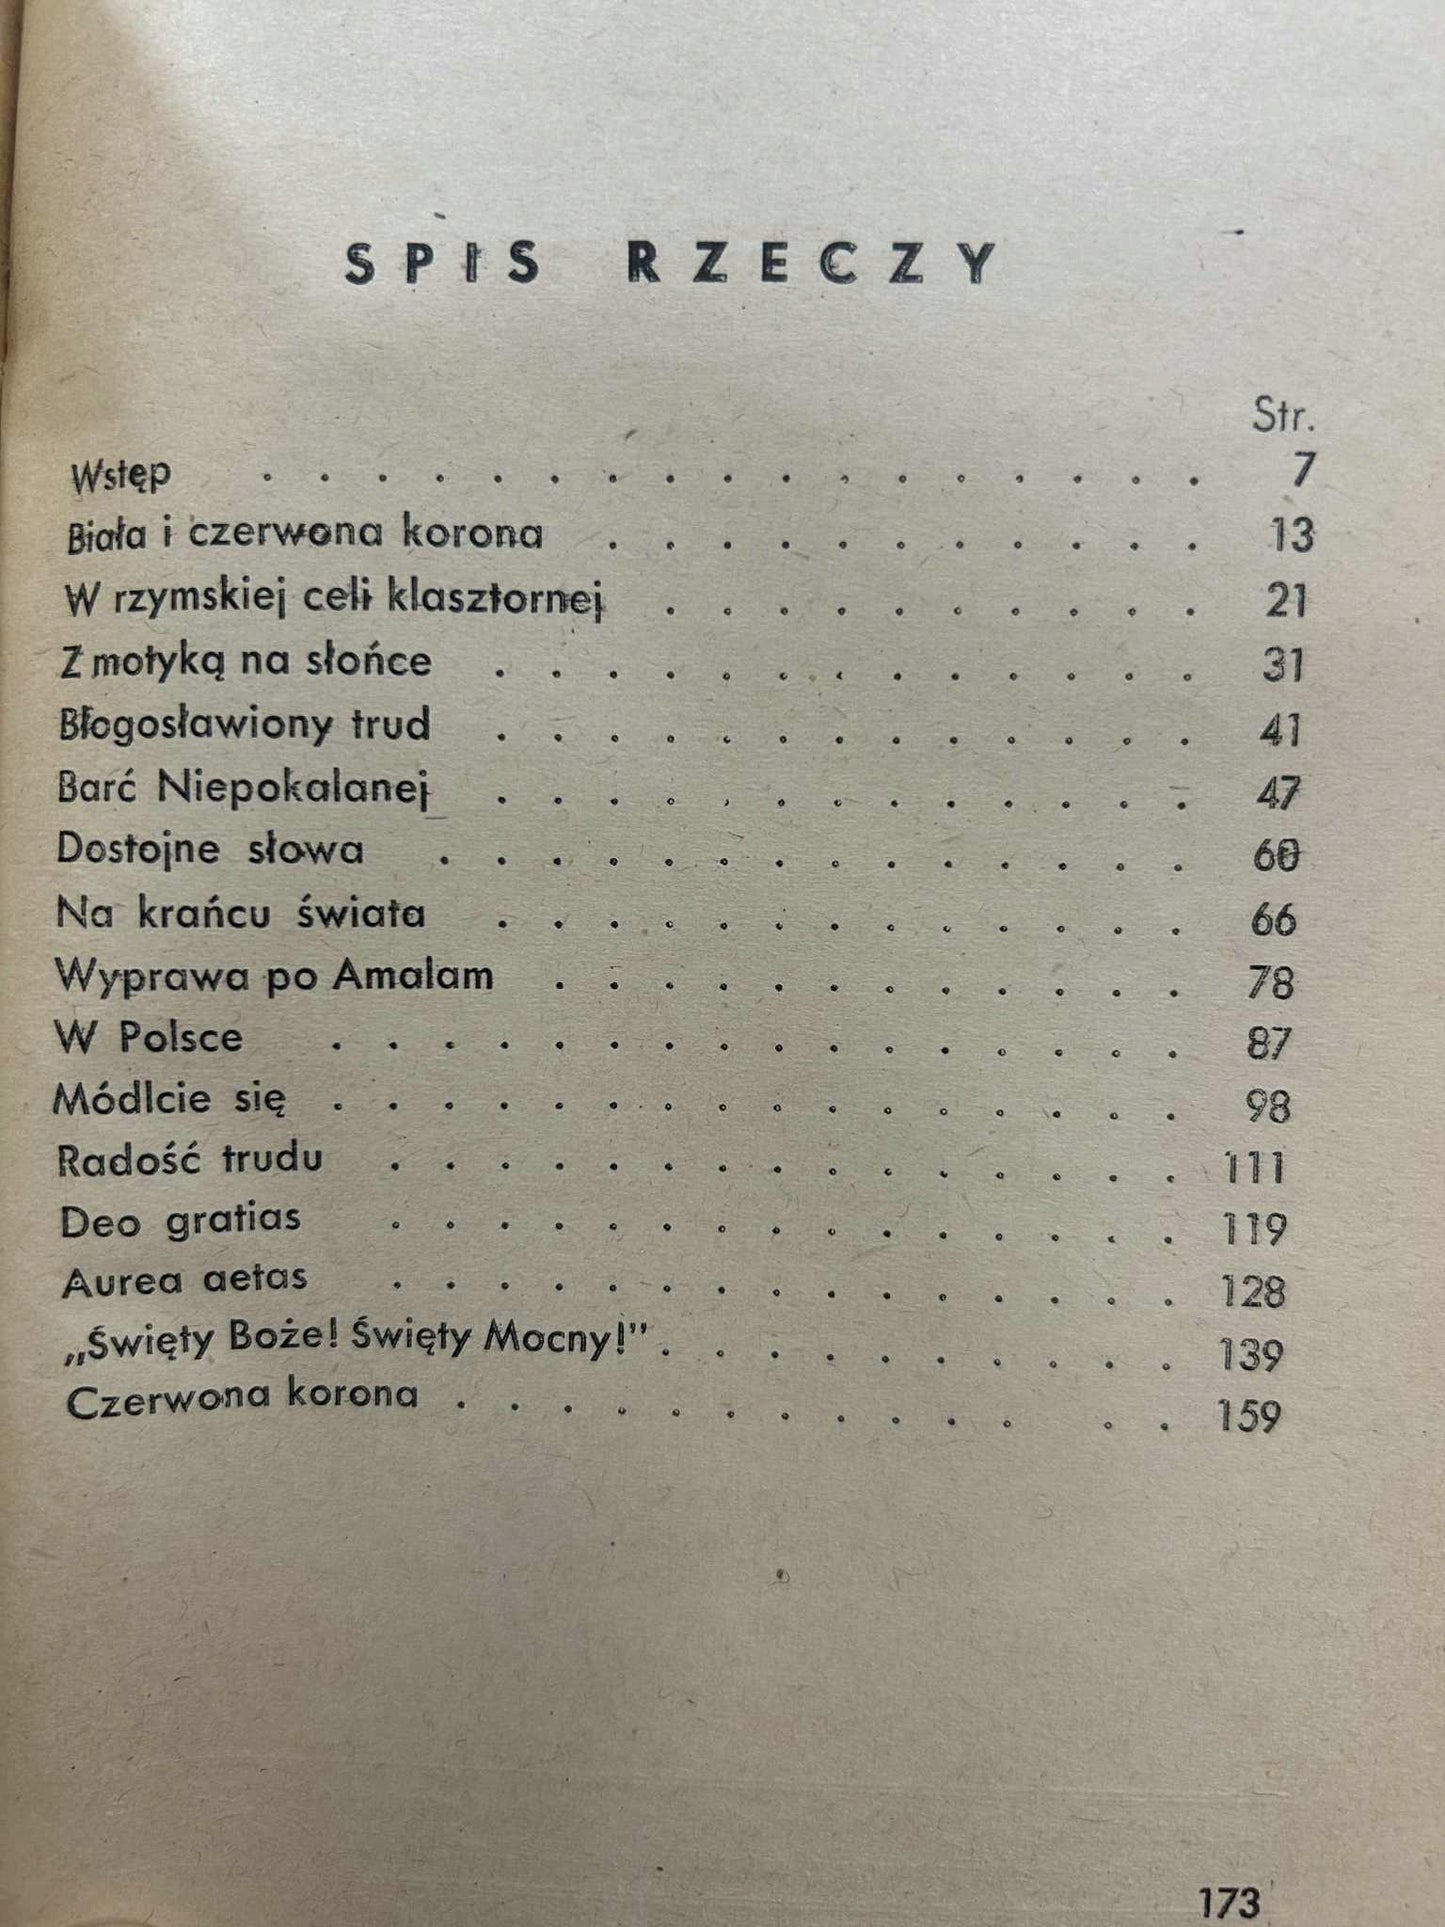 SPIS RZECZY
Str.
Wstęp . . . . . . . . . . . . . . . . . 7
Biała i czerwona korona . . . . . . . . . . . 13
W rzymskiej celi klasztornej . . . . . . . . . . 21
Z motyką na słońce . . . . . . . . . . . . . 31
Błogosławiony trud . . . . . . . . . . . . . 41
Barć Niepokalanej . . . . . . . . . . . . . 47
Dostojne słowa . . . . . . . . . . . . . . 60
Na krańcu świata . . . . . . . . . . . . . 66
Wyprawa po Amalam . . . . . . . . . . . . 78
W Polsce . . . . . . . . . . . . . . . . 87
Módlcie się . . . . . . . . . . . . . . . . 98
Radość trudu . . . . . . . . . . . . . . . 111
Deo gratias . . . . . . . . . . . . . . . 119
Aurea aetas . . . . . . . . . . . . . . . 128
„Święty Boże! Święty Mocny!”. . . . . . . . . . 139
Czerwona korona . . . . . . . . . . . . . 159
173